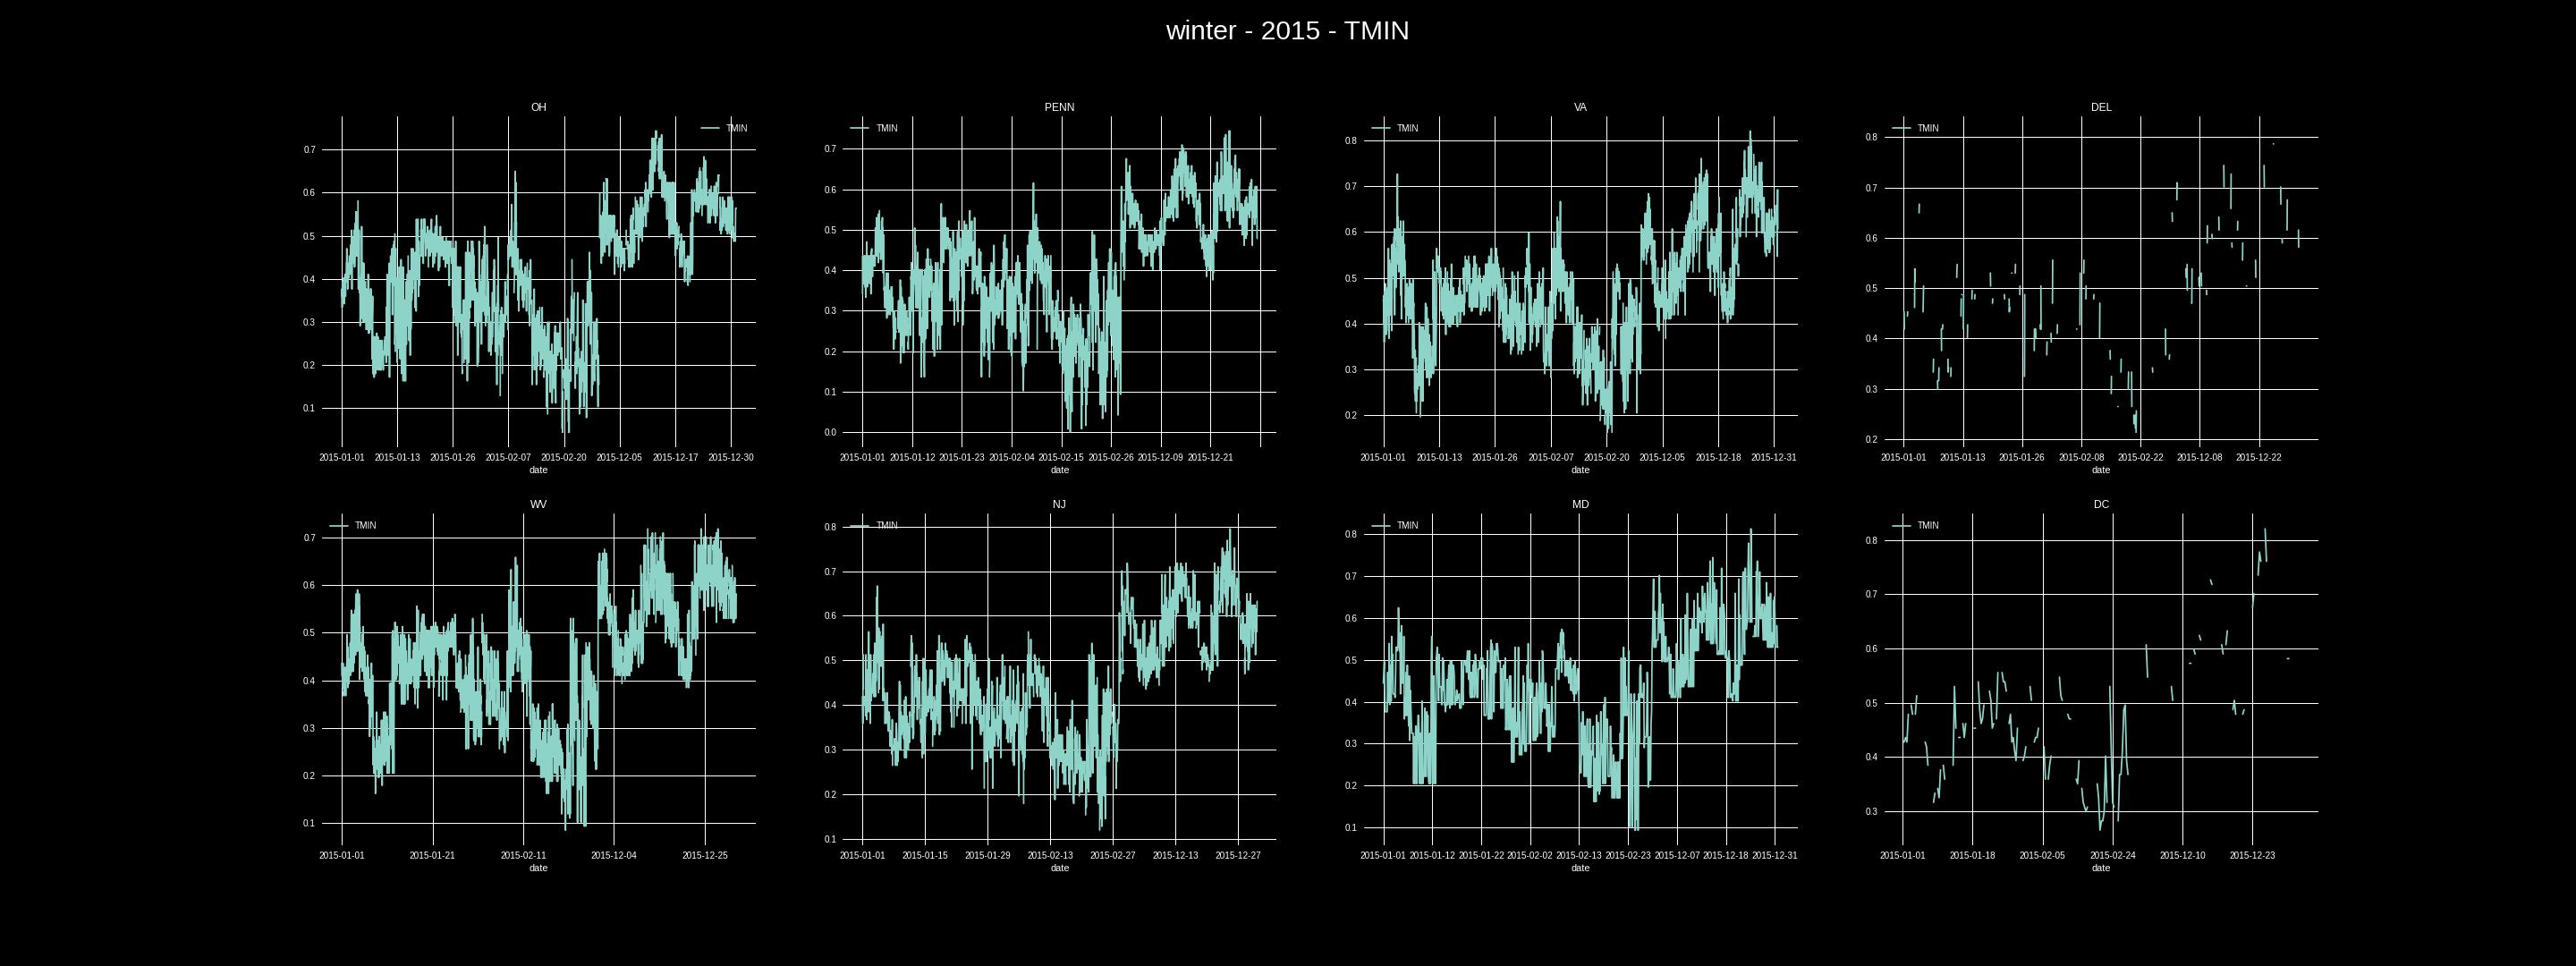 winter - 2015 - TMIN
OH
TMIN
0.7
0.6
0.5
0.4
0.3
0.2
0.1
2015-01-01 2015-01-13 2015-01-26 2015-02-07 2015-02-20 2015-12-05 2015-12-17 2015-12-30
date
PENN
TMIN
0.7
0.6
0.5
0.4
0.3
0.2
0.1
0.0
2015-01-01 2015-01-12 2015-01-23 2015-02-04 2015-02-15 2015-02-26 2015-12-09 2015-12-21
date
VA
TMIN
0.8
0.7
0.6
0.5
0.4
0.3
0.2
2015-01-01 2015-01-13 2015-01-26 2015-02-07 2015-02-20 2015-12-05 2015-12-18 2015-12-31
date
DEL
TMIN
0.8
0.7
0.6
0.5
0.4
0.3
0.2
2015-01-01 2015-01-13 2015-01-26 2015-02-08 2015-02-22 2015-12-08 2015-12-22
date
WV
TMIN
0.7
0.6
0.5
0.4
0.3
0.2
0.1
2015-01-01 2015-01-21 2015-02-11 2015-12-04 2015-12-25
date
NJ
TMIN
0.8
0.7
0.6
0.5
0.4
0.3
0.2
0.1
2015-01-01 2015-01-15 2015-01-29 2015-02-13 2015-02-27 2015-12-13 2015-12-27
date
MD
TMIN
0.8
0.7
0.6
0.5
0.4
0.3
0.2
0.1
2015-01-01 2015-01-12 2015-01-22 2015-02-02 2015-02-13 2015-02-23 2015-12-07 2015-12-18 2015-12-31
date
DC
TMIN
0.8
0.7
0.6
0.5
0.4
0.3
2015-01-01 2015-01-18 2015-02-05 2015-02-24 2015-12-10 2015-12-23
date